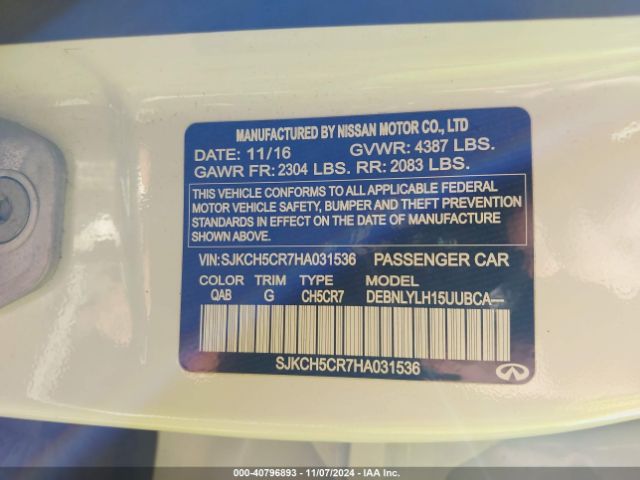 MANUFACTURED BY NISSAN MOTOR CO., LTD
DATE: 11/16 GVWR: 4387 LBS.
GAWR FR: 2304 LBS. RR: 2083 LBS.
THIS VEHICLE CONFORMS TO ALL APPLICABLE FEDERAL
MOTOR VEHICLE SAFETY, BUMPER AND THEFT PREVENTION
STANDARDS IN EFFECT ON THE DATE OF MANUFACTURE
SHOWN ABOVE.
VIN:SJKCH5CR7HA031536 PASSENGER CAR
COLOR TRIM TYPE MODEL
QAB G CH5CR7 DEBNLYLH15UUBCA---
SJKCH5CR7HA031536
000-40796893 - 11/07/2024 - IAA Inc.